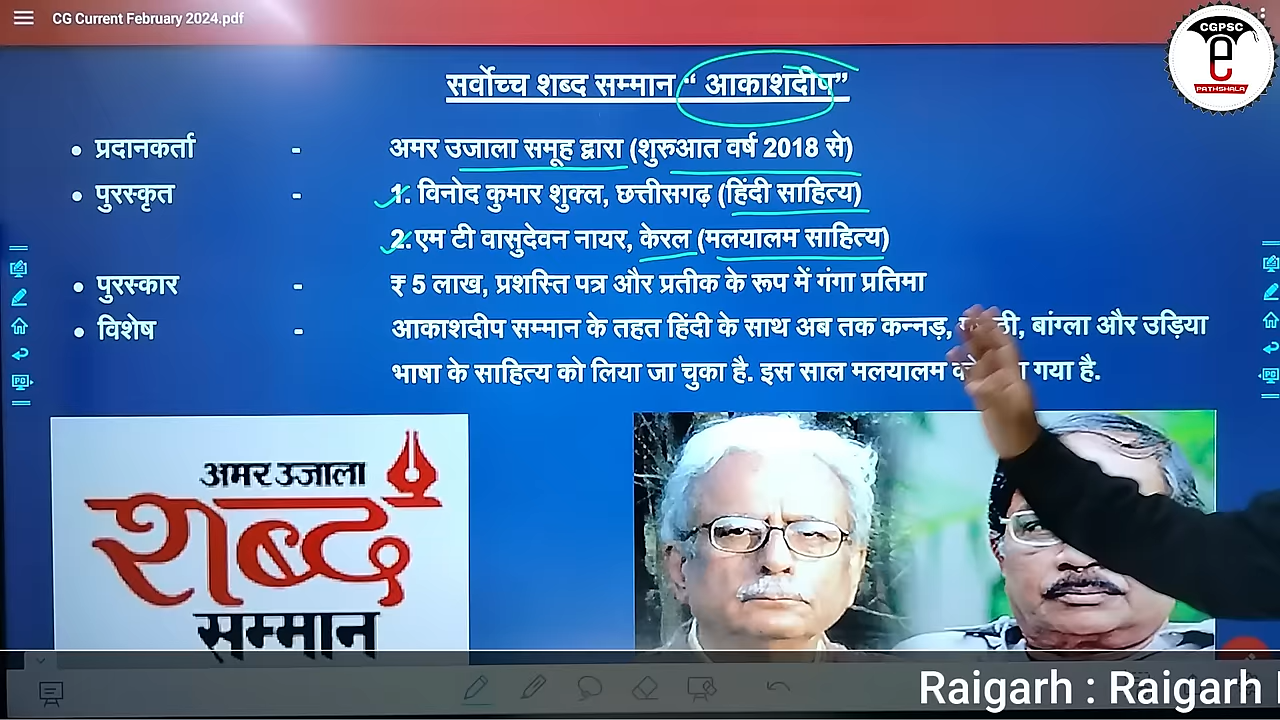 CG Current February 2024.pdf
CGPSC
e
PATHSHALA
सर्वोच्च शब्द सम्मान “ आकाशदीप”
• प्रदानकर्ता - अमर उजाला समूह द्वारा (शुरुआत वर्ष 2018 से)
• पुरस्कृत - 1. विनोद कुमार शुक्ल, छत्तीसगढ़ (हिंदी साहित्य)
2. एम टी वासुदेवन नायर, केरल (मलयालम साहित्य)
• पुरस्कार - ₹ 5 लाख, प्रशस्ति पत्र और प्रतीक के रूप में गंगा प्रतिमा
• विशेष - आकाशदीप सम्मान के तहत हिंदी के साथ अब तक कन्नड़, बांग्ला और उड़िया
भाषा के साहित्य को लिया जा चुका है. इस साल मलयालम गया है.
अमर उजाला
शब्द
सम्मान
Raigarh : Raigarh